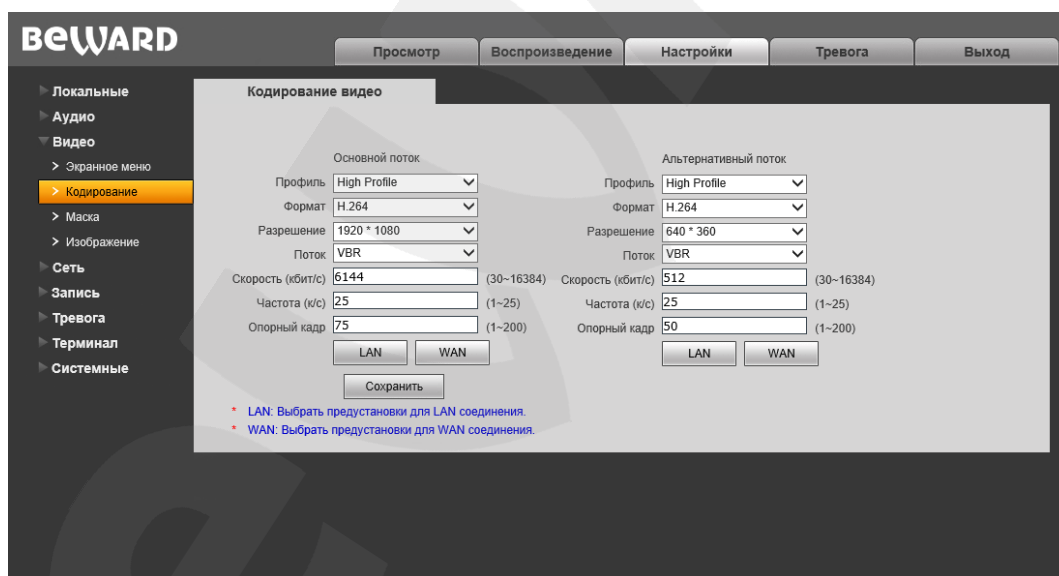 BEWARD
Просмотр Воспроизведение Настройки Тревога Выход
Локальные
Аудио
Видео
> Экранное меню
> Кодирование
> Маска
> Изображение
Сеть
Запись
Тревога
Терминал
Системные
Кодирование видео
Основной поток
Профиль High Profile
Формат H.264
Разрешение 1920 * 1080
Поток VBR
Скорость (кбит/с) 6144 (30~16384)
Частота (к/с) 25 (1~25)
Опорный кадр 75 (1~200)
LAN WAN
Альтернативный поток
Профиль High Profile
Формат H.264
Разрешение 640 * 360
Поток VBR
Скорость (кбит/с) 512 (30~16384)
Частота (к/с) 25 (1~25)
Опорный кадр 50 (1~200)
LAN WAN
Сохранить
* LAN: Выбрать предустановки для LAN соединения.
* WAN: Выбрать предустановки для WAN соединения.